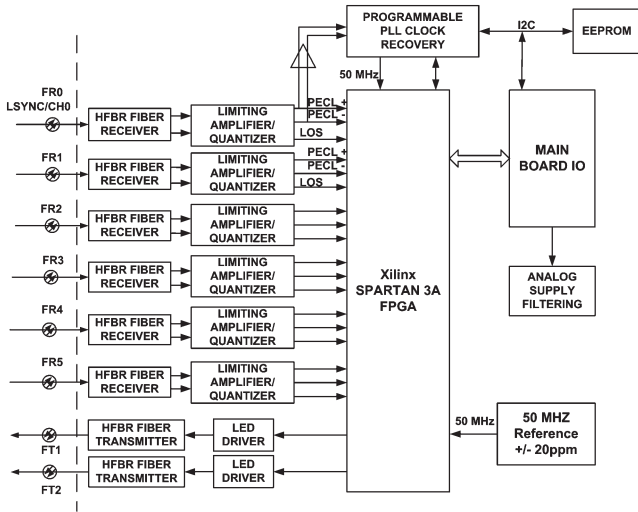 PROGRAMMABLE
PLL CLOCK
RECOVERY
I2C
EEPROM
50 MHz
FR0
LSYNC/CH0
HFBR FIBER
RECEIVER
LIMITING
AMPLIFIER/
QUANTIZER
PECL +
PECL -
LOS
FR1
HFBR FIBER
RECEIVER
LIMITING
AMPLIFIER/
QUANTIZER
PECL +
PECL -
LOS
MAIN
BOARD IO
FR2
HFBR FIBER
RECEIVER
LIMITING
AMPLIFIER/
QUANTIZER
FR3
HFBR FIBER
RECEIVER
LIMITING
AMPLIFIER/
QUANTIZER
Xilinx
SPARTAN 3A
FPGA
ANALOG
SUPPLY
FILTERING
FR4
HFBR FIBER
RECEIVER
LIMITING
AMPLIFIER/
QUANTIZER
FR5
HFBR FIBER
RECEIVER
LIMITING
AMPLIFIER/
QUANTIZER
FT1
HFBR FIBER
TRANSMITTER
LED
DRIVER
50 MHz
50 MHZ
Reference
+/- 20ppm
FT2
HFBR FIBER
TRANSMITTER
LED
DRIVER